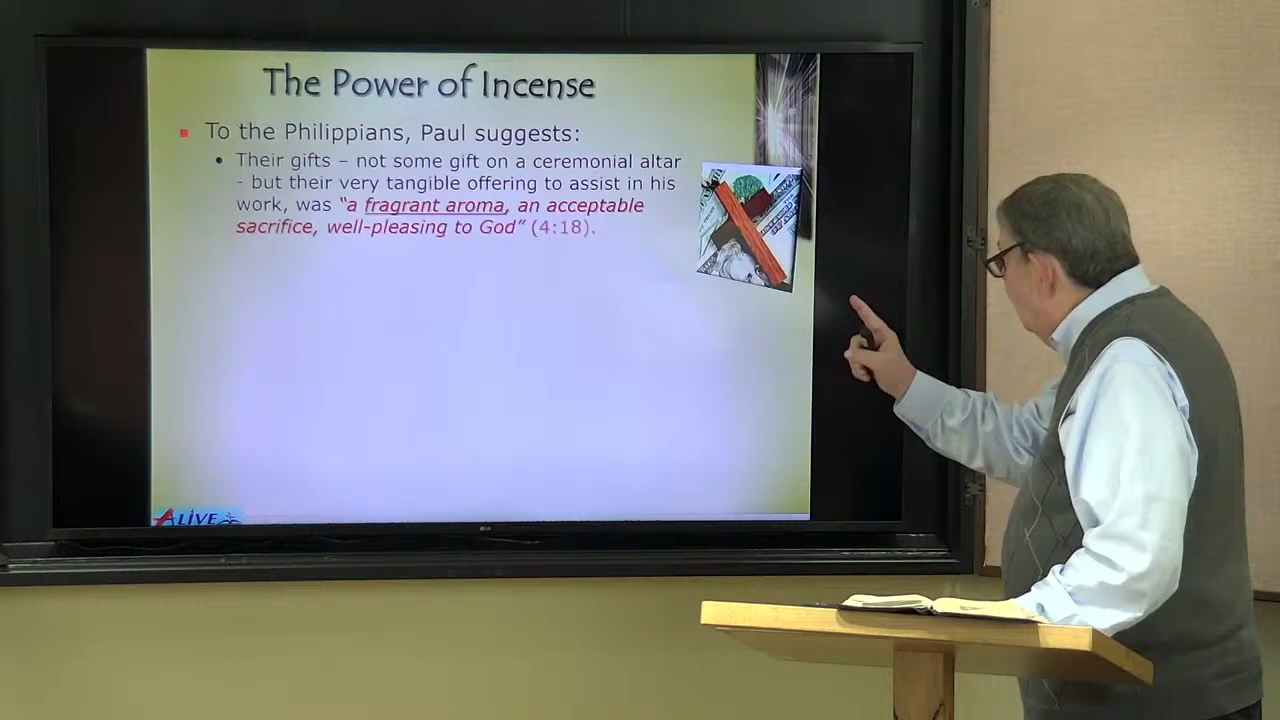 The Power of Incense
To the Philippians, Paul suggests:
Their gifts – not some gift on a ceremonial altar
- but their very tangible offering to assist in his
work, was “a fragrant aroma, an acceptable
sacrifice, well-pleasing to God” (4:18).
ALIVE
LG